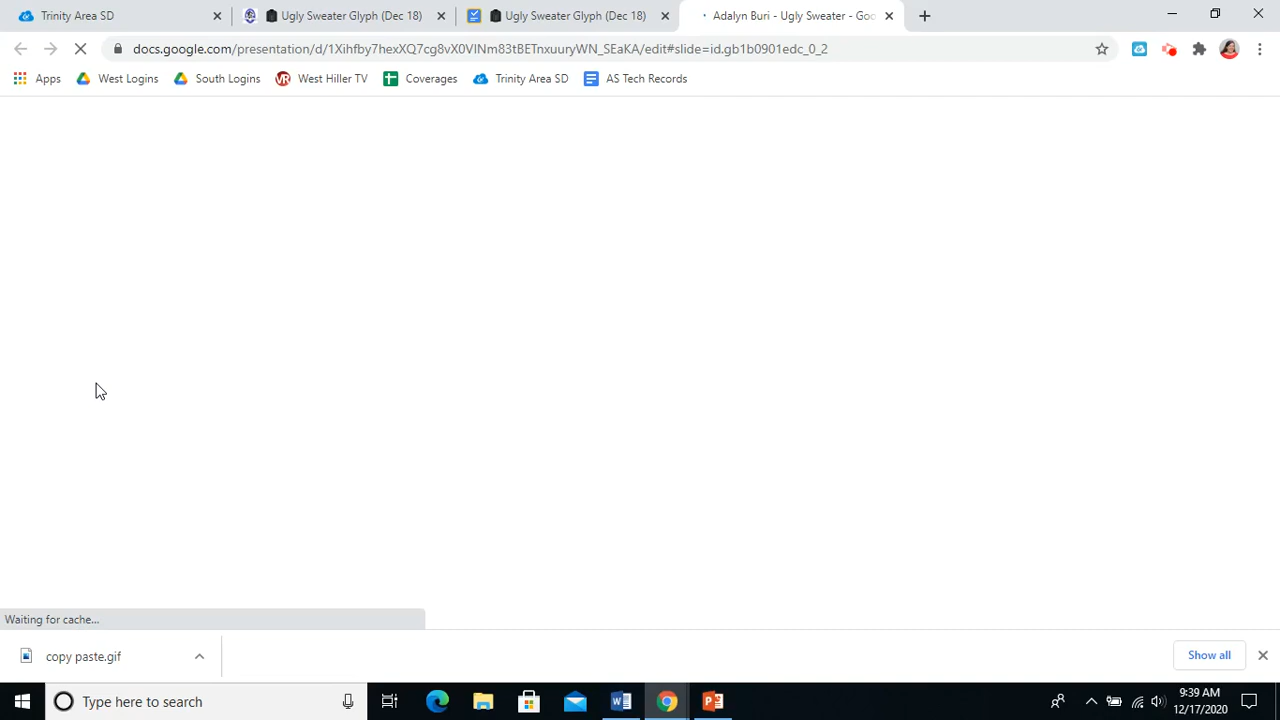 Trinity Area SD
Ugly Sweater Glyph (Dec 18)
Ugly Sweater Glyph (Dec 18)
Adalyn Buri - Ugly Sweater - Goo
docs.google.com/presentation/d/1Xihfby7hexXQ7cg8vX0VINm83tBETnxuuryWN_SEaKA/edit#slide=id.gb1b0901edc_0_2
Apps
West Logins
South Logins
VR
West Hiller TV
Coverages
Trinity Area SD
AS Tech Records
Waiting for cache...
copy paste.gif
Show all
Type here to search
9:39 AM
12/17/2020